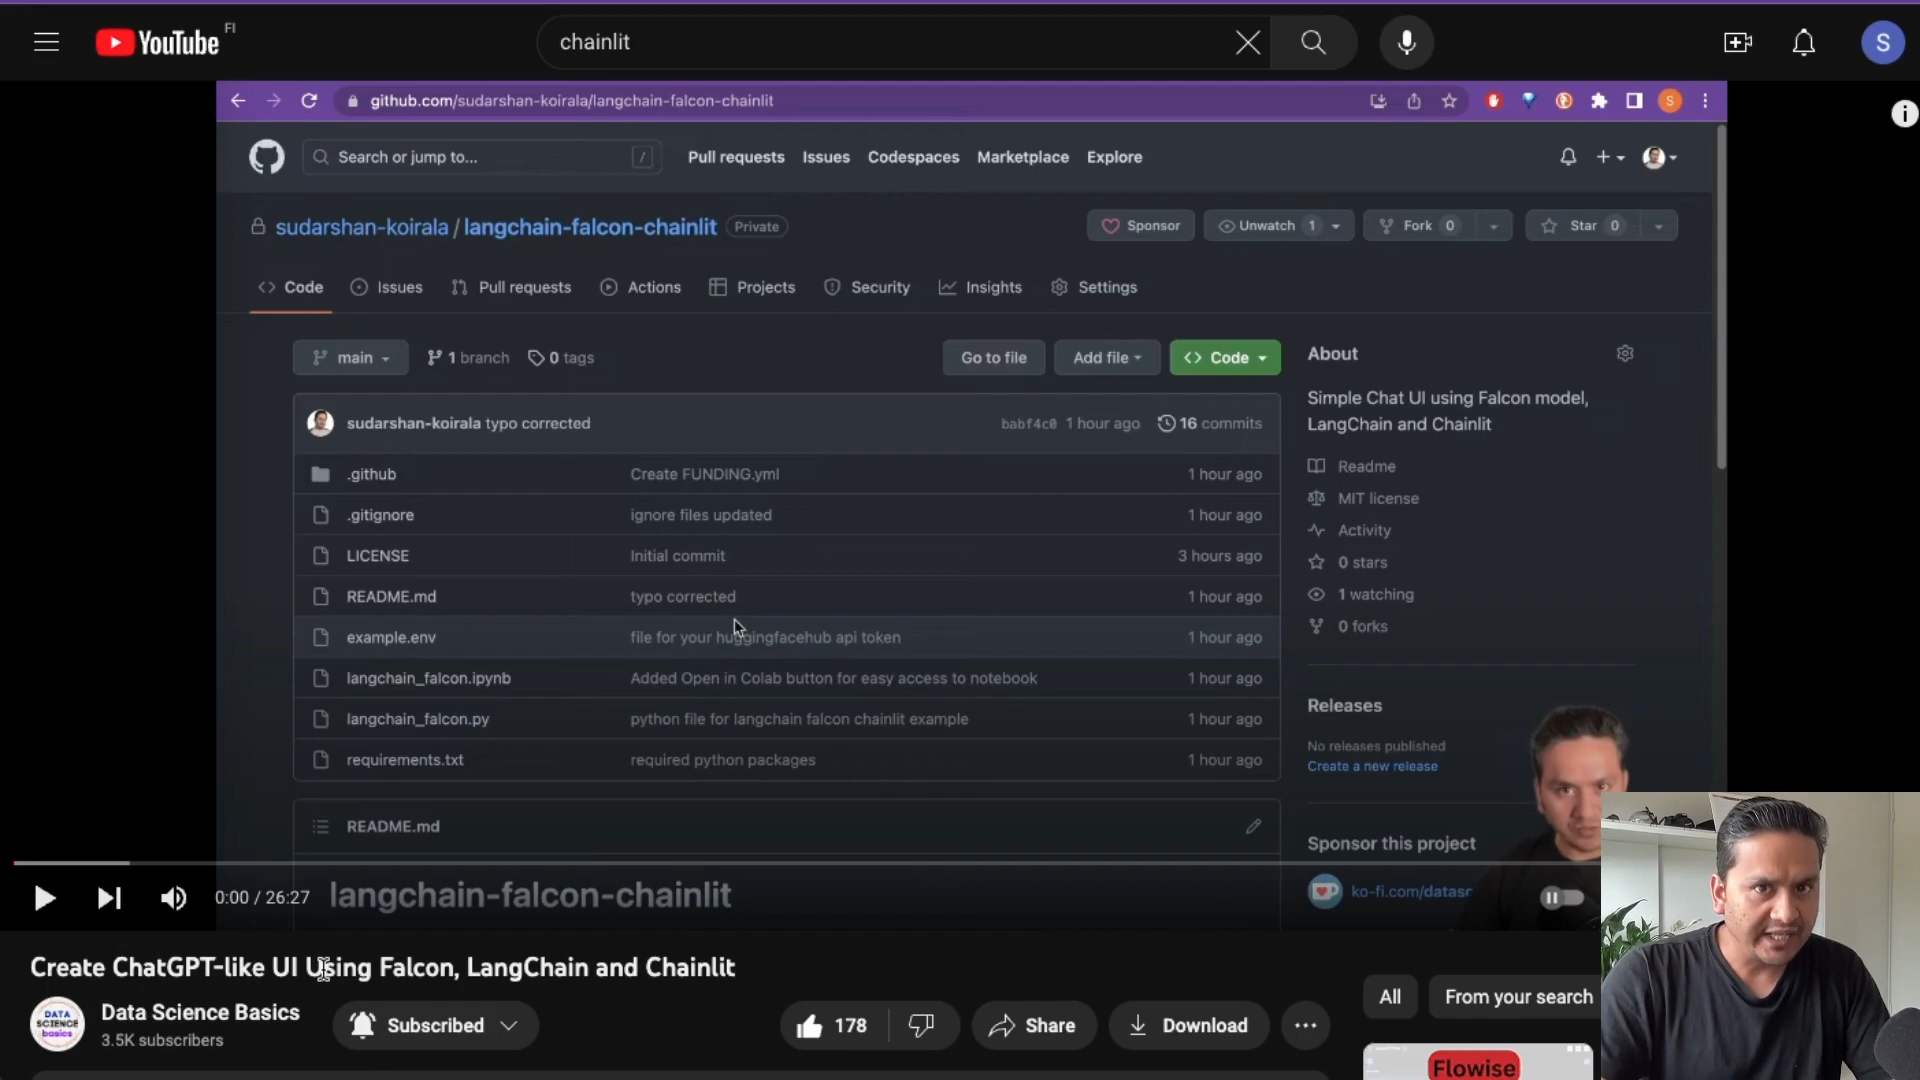 YouTube FI
chainlit
S
github.com/sudarshan-koirala/langchain-falcon-chainlit
S
Search or jump to...
/
Pull requests Issues Codespaces Marketplace Explore
sudarshan-koirala / langchain-falcon-chainlit Private
Sponsor
Unwatch 1
Fork 0
Star 0
Code Issues Pull requests Actions Projects Security Insights Settings
main 1 branch 0 tags
Go to file Add file Code
sudarshan-koirala typo corrected babf4c0 1 hour ago 16 commits
.github Create FUNDING.yml 1 hour ago
.gitignore ignore files updated 1 hour ago
LICENSE Initial commit 3 hours ago
README.md typo corrected 1 hour ago
example.env file for your huggingfacehub api token 1 hour ago
langchain_falcon.ipynb Added Open in Colab button for easy access to notebook 1 hour ago
langchain_falcon.py python file for langchain falcon chainlit example 1 hour ago
requirements.txt required python packages 1 hour ago
README.md
langchain-falcon-chainlit
About
Simple Chat UI using Falcon model,
LangChain and Chainlit
Readme
MIT license
Activity
0 stars
1 watching
0 forks
Releases
No releases published
Create a new release
Sponsor this project
ko-fi.com/datasc
0:00 / 26:27
Create ChatGPT-like UI Using Falcon, LangChain and Chainlit
DATA
SCIENCE
basics
Data Science Basics
3.5K subscribers
Subscribed
178
Share
Download
All
From your search
Flowise